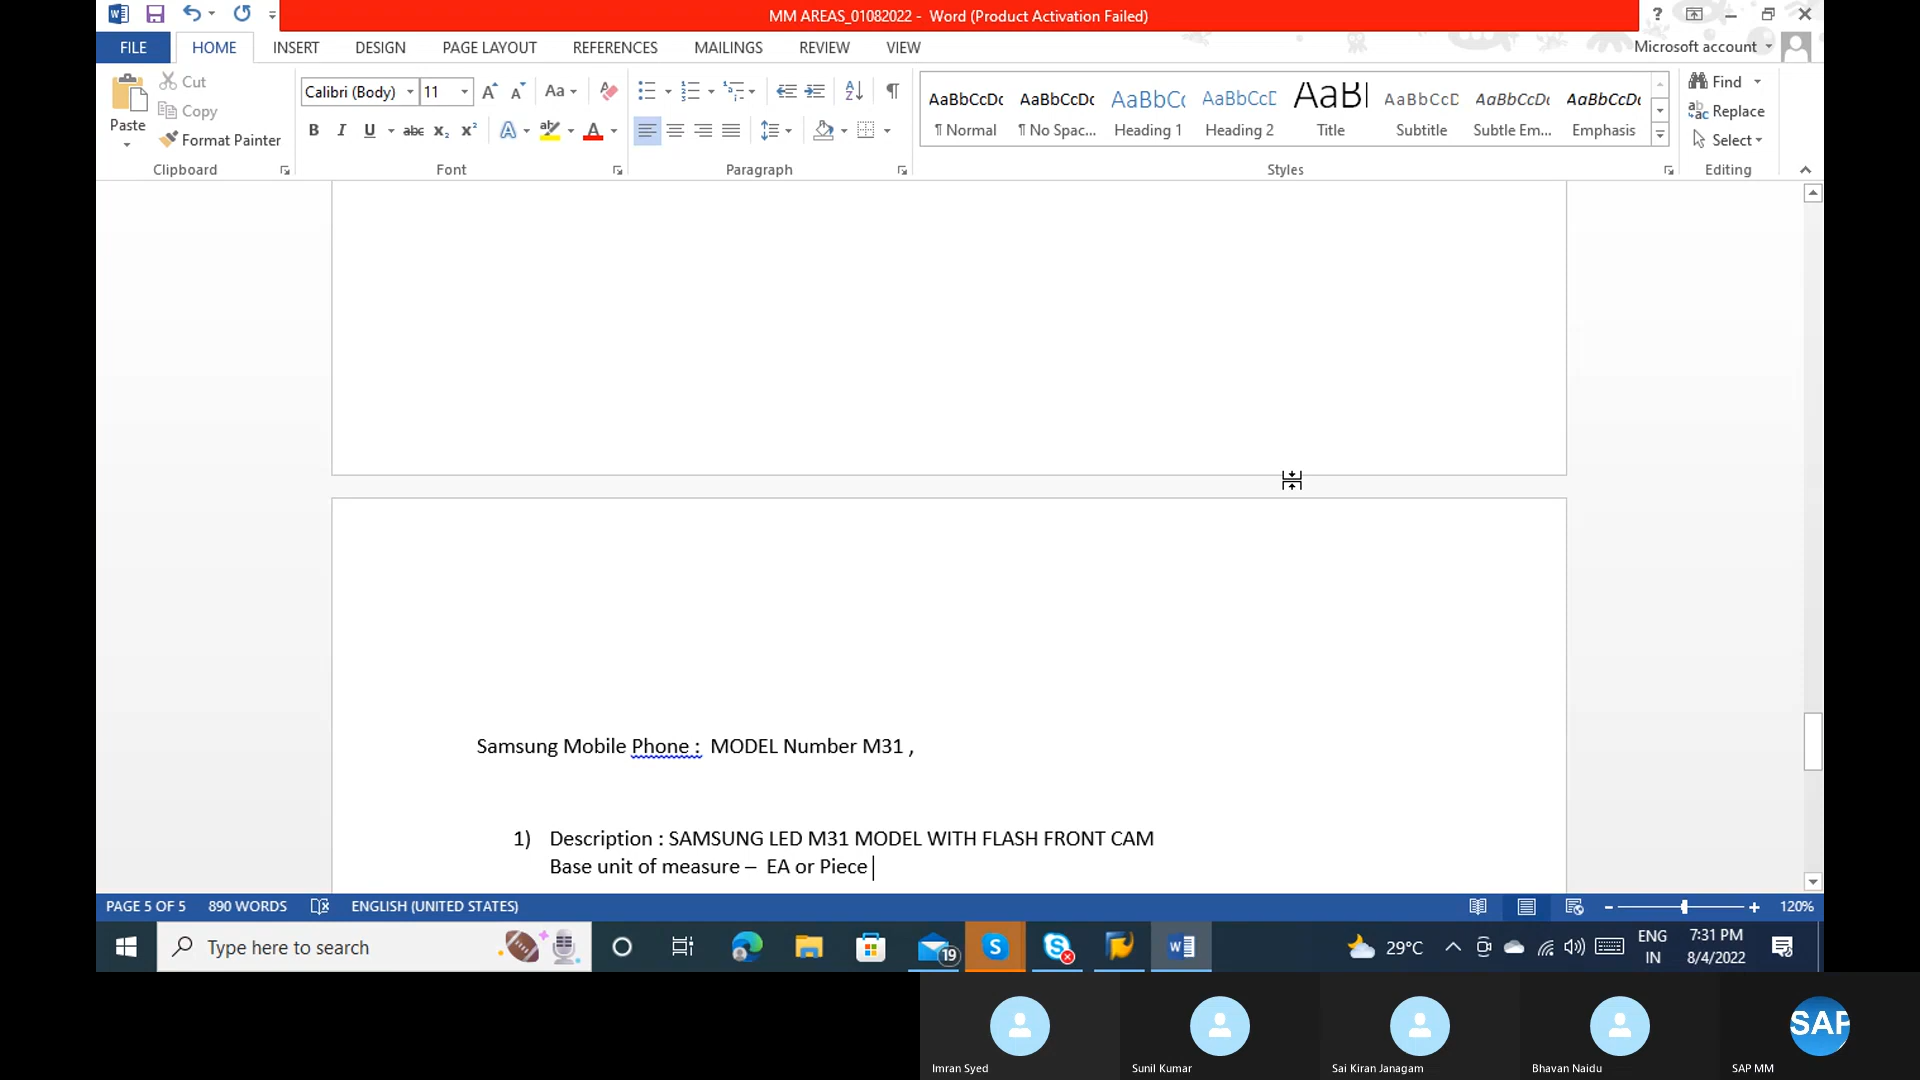 MM AREAS_01082022 - Word (Product Activation Failed)
FILE HOME INSERT DESIGN PAGE LAYOUT REFERENCES MAILINGS REVIEW VIEW Microsoft account
Paste Cut Copy Format Painter
Calibri (Body) 11
AaBbCcDc AaBbCcDc AaBbC AaBbCcD AaB AaBbCcD AaBbCcDc AaBbCcDc
¶ Normal ¶ No Spac... Heading 1 Heading 2 Title Subtitle Subtle Em... Emphasis
Find
Replace
Select
Clipboard Font Paragraph Styles Editing
Samsung Mobile Phone : MODEL Number M31 ,
1) Description : SAMSUNG LED M31 MODEL WITH FLASH FRONT CAM
Base unit of measure – EA or Piece
PAGE 5 OF 5 890 WORDS ENGLISH (UNITED STATES) 120%
Type here to search 19 29°C ENG IN 7:31 PM 8/4/2022
Imran Syed Sunil Kumar Sai Kiran Janagam Bhavan Naidu SAP MM
SAP